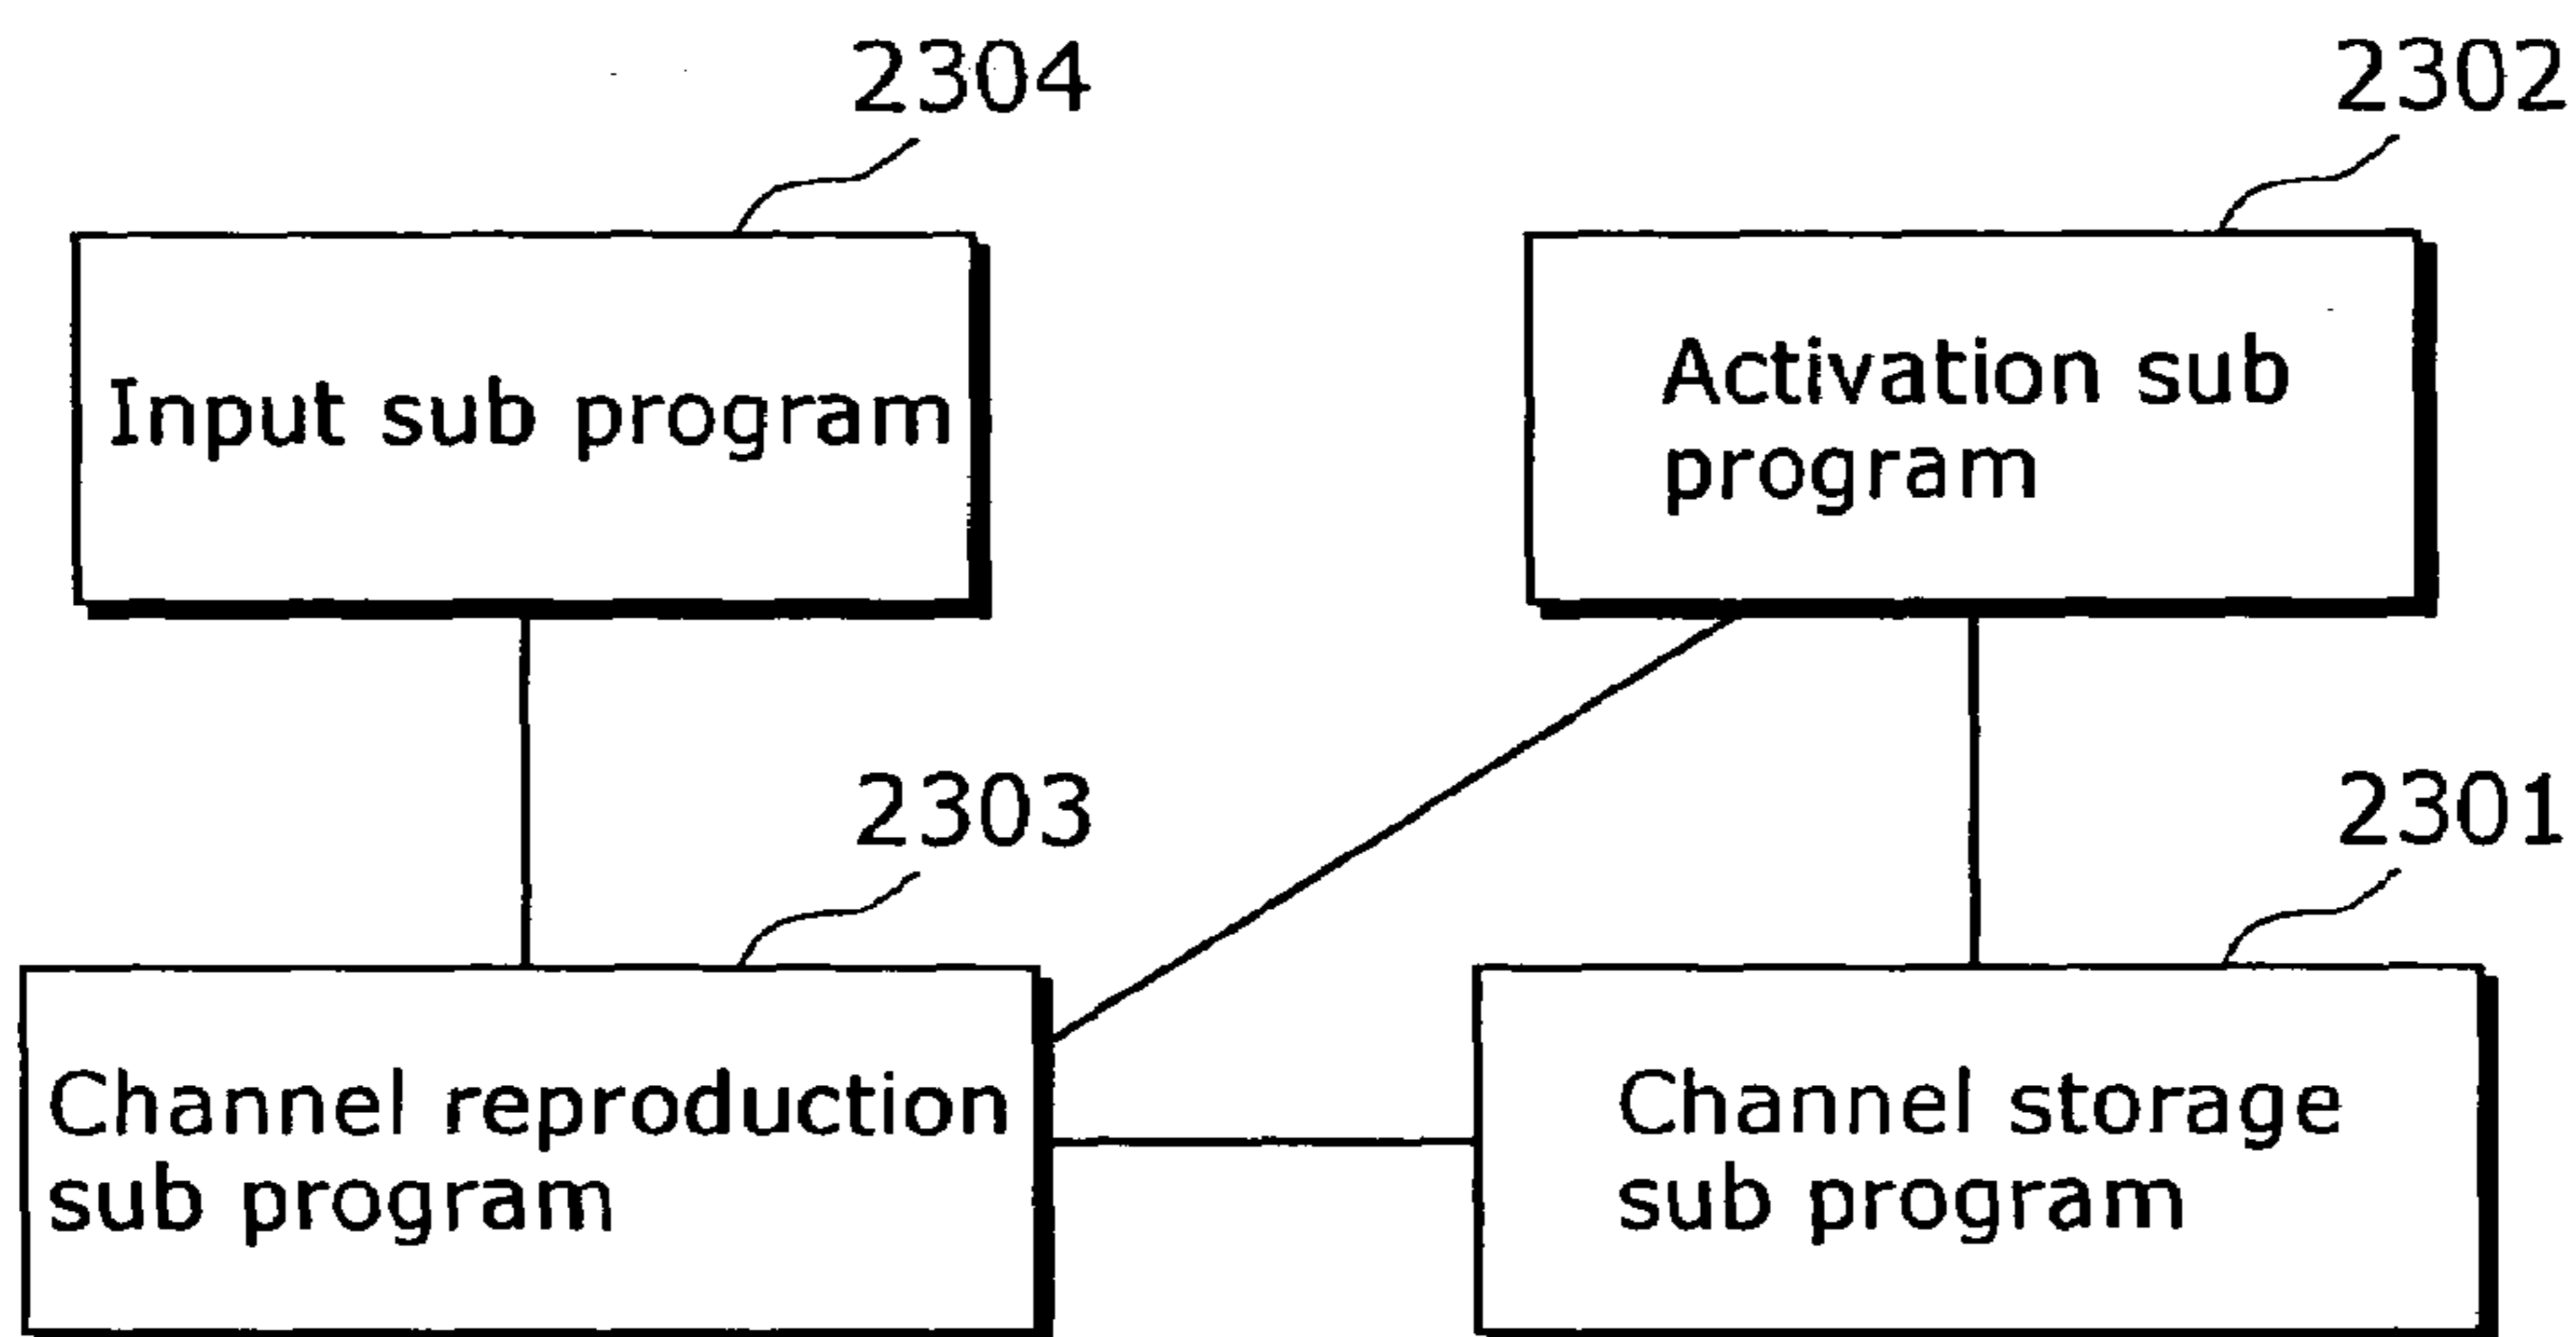 2304
2302
Input sub program
Activation sub
program
2303
2301
Channel reproduction
sub program
Channel storage
sub program